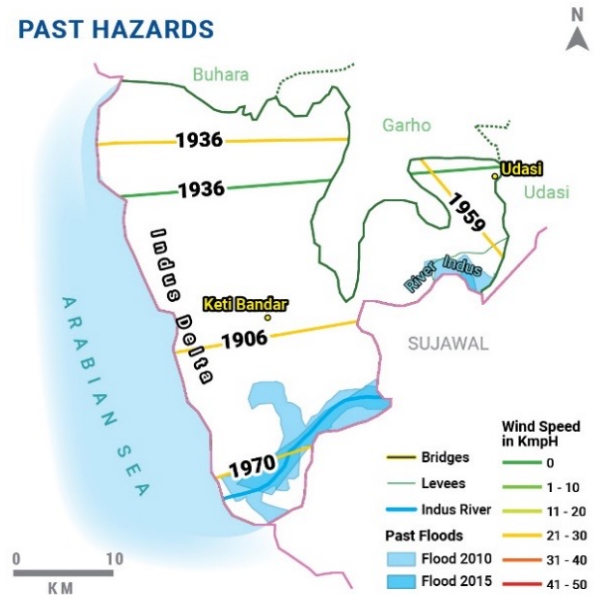 PAST HAZARDS
N
Buhara
Garho
1936
1936
Udasi
Udasi
1959
River Indus
Indus Delta
Keti Bandar
1906
SUJAWAL
ARABIAN SEA
1970
Wind Speed
in KmpH
0
1 - 10
11 - 20
21 - 30
31 - 40
41 - 50
Bridges
Levees
Indus River
Past Floods
Flood 2010
Flood 2015
0 10
KM